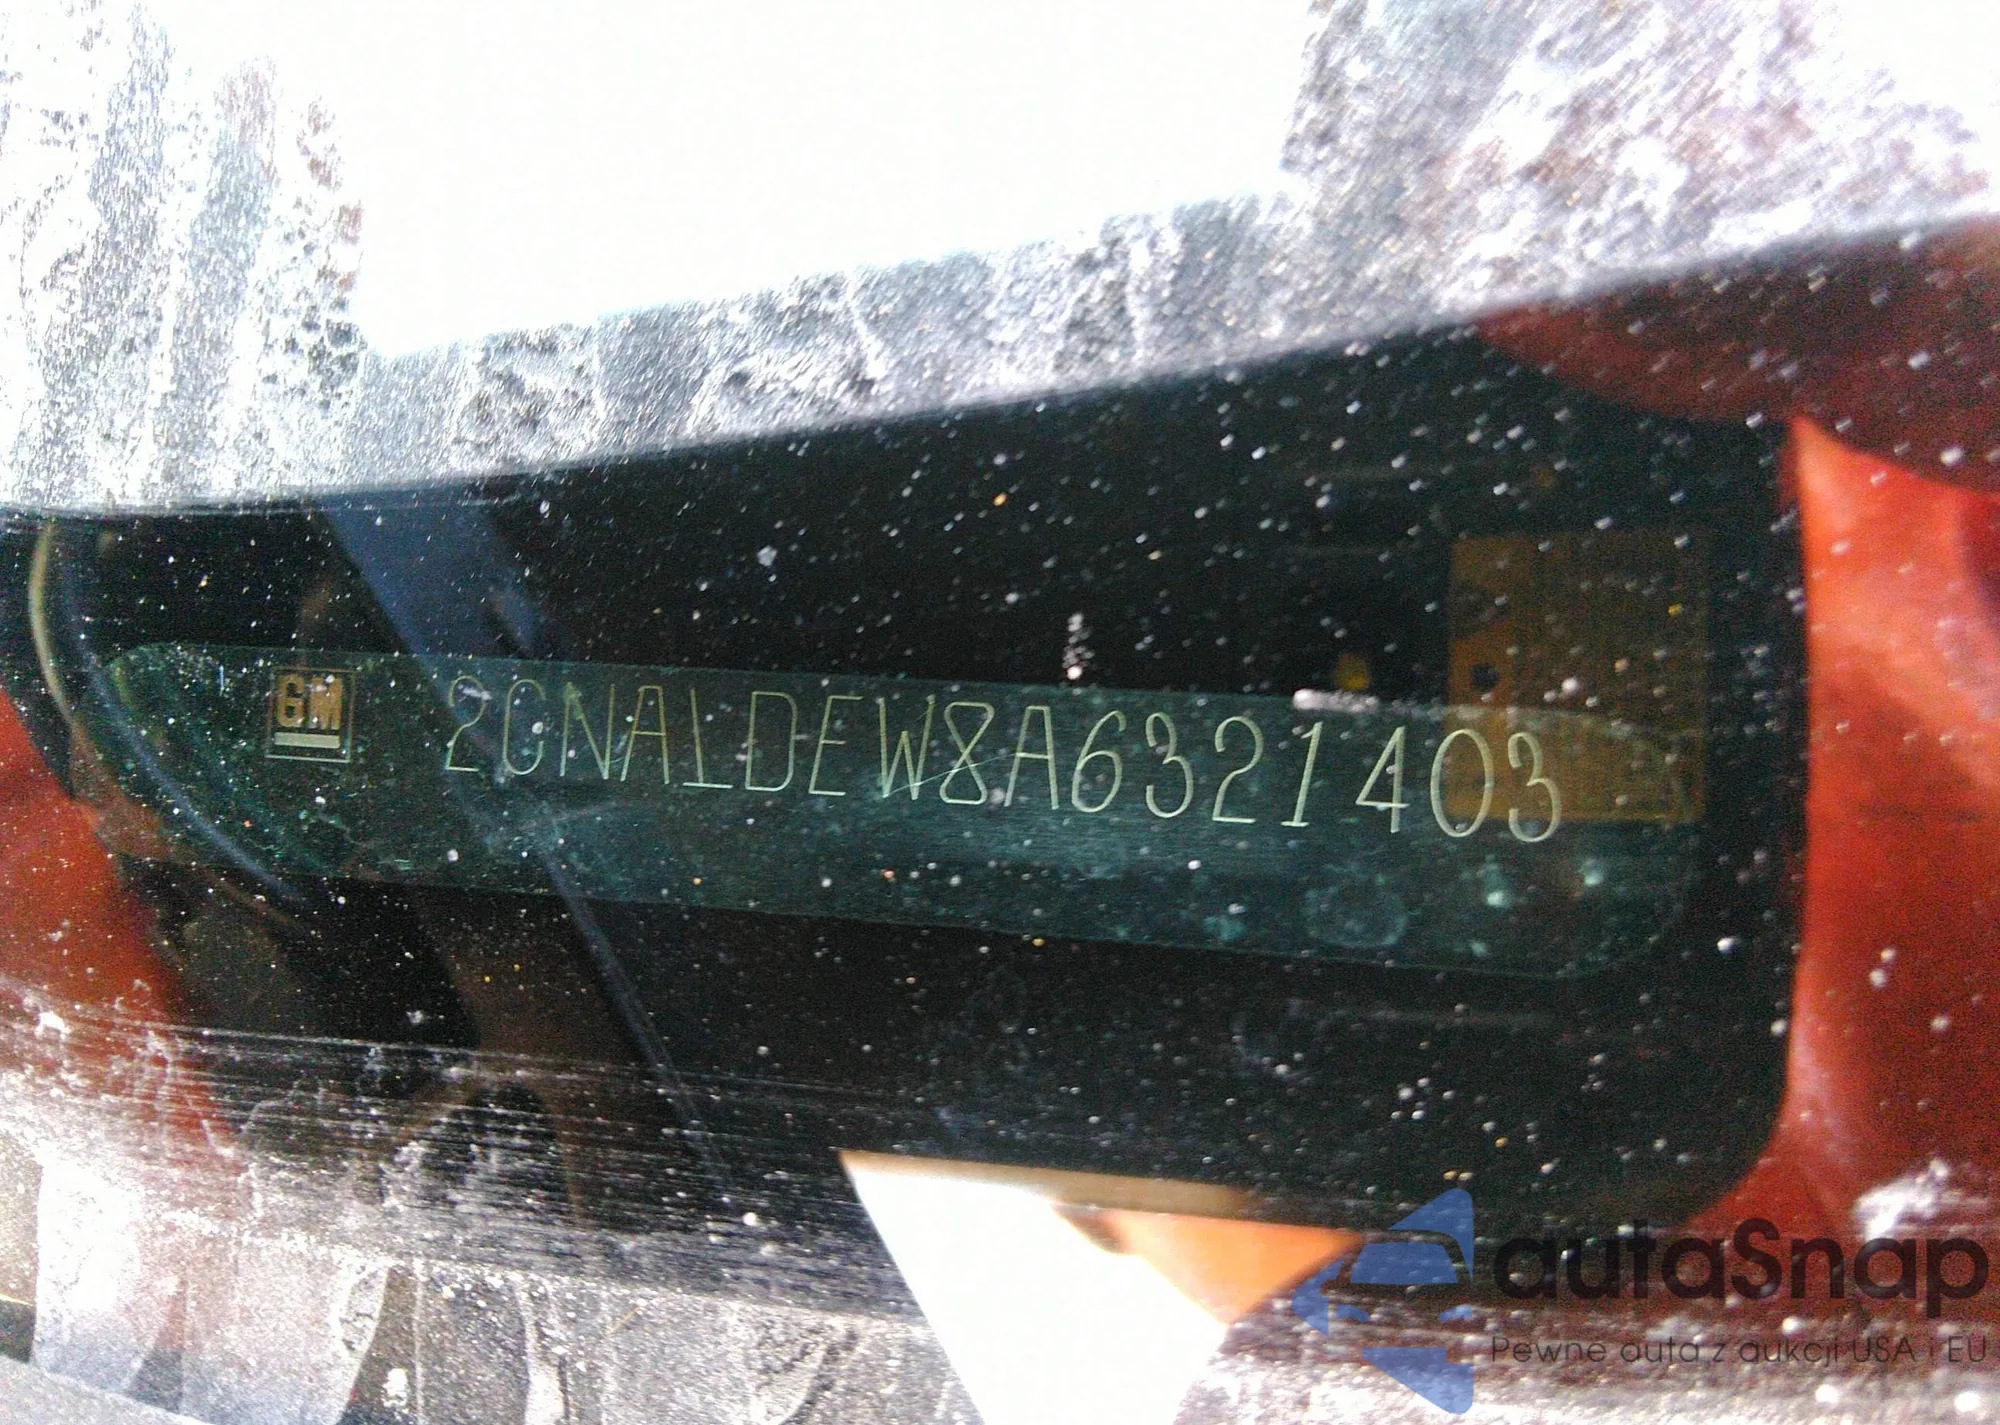 GM 2CNALDEW8A6321403
autaSnap
Pewne auta z aukcji USA i EU